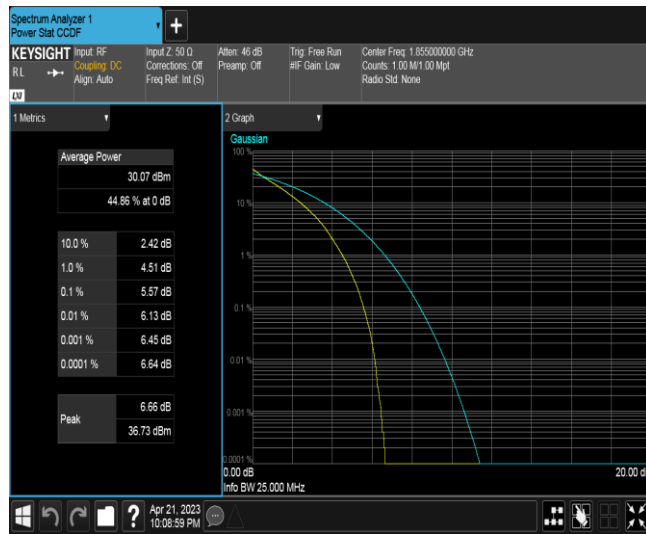 Spectrum Analyzer 1
Power Stat CCDF
+
KEYSIGHT
RL
LXI
Input: RF
Coupling: DC
Align: Auto
Input Z: 50 Ω
Corrections: Off
Freq Ref: Int (S)
Atten: 46 dB
Preamp: Off
Trig: Free Run
#IF Gain: Low
Center Freq: 1.855000000 GHz
Counts: 1.00 M/1.00 Mpt
Radio Std: None
1 Metrics
Average Power
30.07 dBm
44.86 % at 0 dB
10.0 % 2.42 dB
1.0 % 4.51 dB
0.1 % 5.57 dB
0.01 % 6.13 dB
0.001 % 6.45 dB
0.0001 % 6.64 dB
Peak
6.66 dB
36.73 dBm
2 Graph
Gaussian
100 %
10 %
1 %
0.1 %
0.01 %
0.001 %
0.0001 %
0.00 dB
20.00 d
Info BW 25.000 MHz
?
Apr 21, 2023
10:08:59 PM